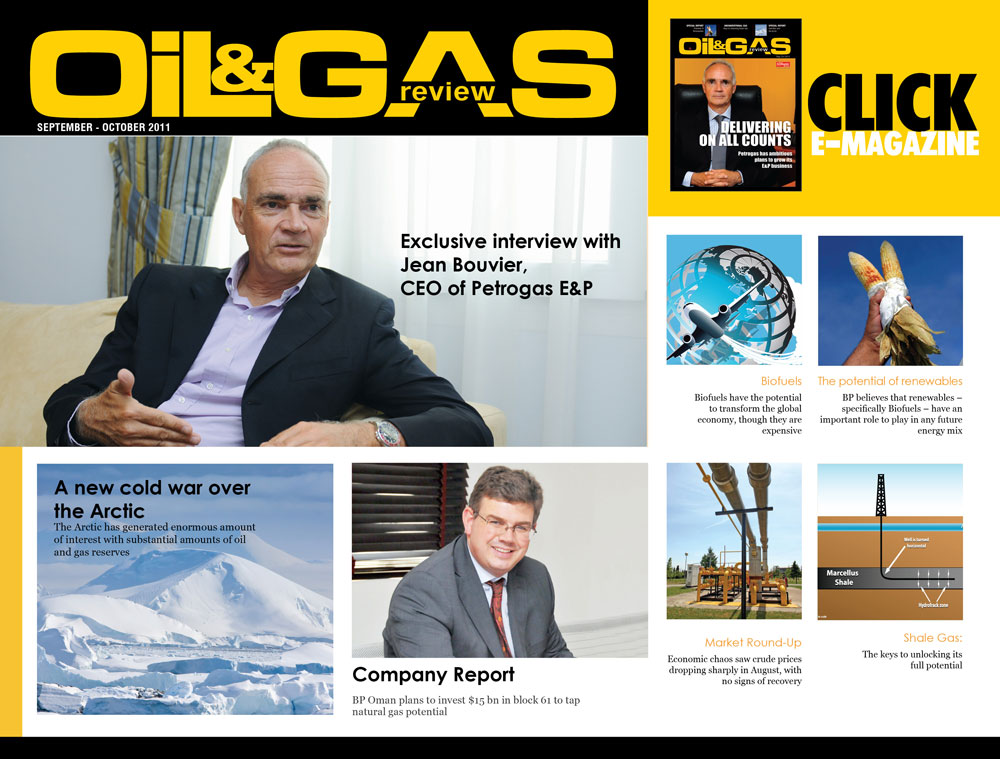 OiL&GAS
review
SEPTEMBER - OCTOBER 2011
OiL&GAS
review
DELIVERING
ON ALL COUNTS
Petrogas has ambitious
plans to grow its
E&P business
CLICK
E-MAGAZINE
Exclusive interview with
Jean Bouvier,
CEO of Petrogas E&P
Biofuels
Biofuels have the potential
to transform the global
economy, though they are
expensive
The potential of renewables
BP believes that renewables –
specifically Biofuels – have an
important role to play in any future
energy mix
A new cold war over
the Arctic
The Arctic has generated enormous amount
of interest with substantial amounts of oil
and gas reserves
Company Report
BP Oman plans to invest $15 bn in block 61 to tap
natural gas potential
Market Round-Up
Economic chaos saw crude prices
dropping sharply in August, with
no signs of recovery
Well is turned
horizontal
Marcellus
Shale
Hydrofrack zone
Shale Gas:
The keys to unlocking its
full potential